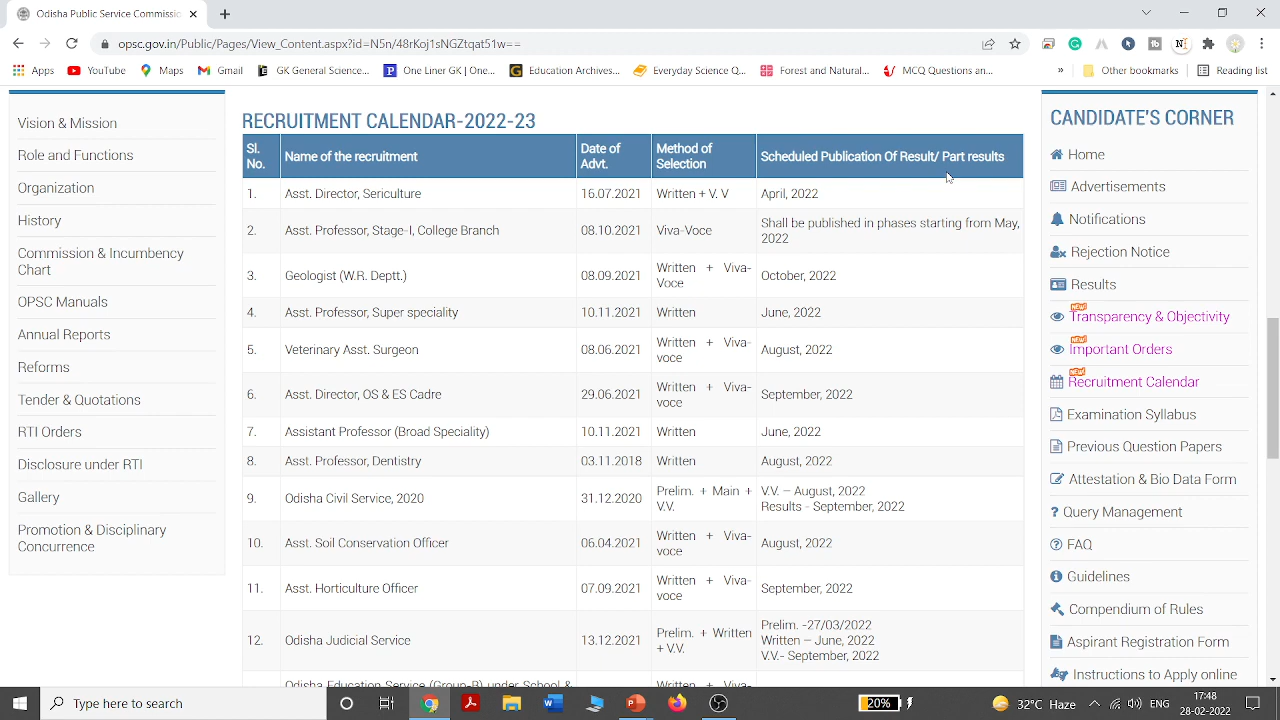 Odisha Public Service Commissic
opsc.gov.in/Public/Pages/View_Content.aspx?id=N5n/48rKoj1sNGZtqat51w==
Apps
YouTube
Maps
Gmail
GK General Science...
One Liner GK | One...
Education Archives...
Everyday Science Q...
Forest and Natural...
MCQ Questions an...
»
Other bookmarks
Reading list
Vision & Mission
Role and Functions
Organization
History
Commission & Incumbency
Chart
OPSC Manuals
Annual Reports
Reforms
Tender & Quotations
RTI Orders
Disclosure under RTI
Gallery
Promotion & Disciplinary
Concurrence
RECRUITMENT CALENDAR-2022-23
Sl. No. Name of the recruitment Date of Advt. Method of Selection Scheduled Publication Of Result/ Part results
1. Asst. Director, Sericulture 16.07.2021 Written + V. V April, 2022
2. Asst. Professor, Stage-I, College Branch 08.10.2021 Viva-Voce Shall be published in phases starting from May,
2022
3. Geologist (W.R. Deptt.) 08.09.2021 Written + Viva-
Voce October, 2022
4. Asst. Professor, Super speciality 10.11.2021 Written June, 2022
5. Veterinary Asst. Surgeon 08.06.2021 Written + Viva-
voce August, 2022
6. Asst. Director, OS & ES Cadre 29.06.2021 Written + Viva-
voce September, 2022
7. Assistant Professor (Broad Speciality) 10.11.2021 Written June, 2022
8. Asst. Professor, Dentistry 03.11.2018 Written August, 2022
9. Odisha Civil Service, 2020 31.12.2020 Prelim. + Main +
V.V. V.V. – August, 2022
Results - September, 2022
10. Asst. Soil Conservation Officer 06.04.2021 Written + Viva-
voce August, 2022
11. Asst. Horticulture Officer 07.09.2021 Written + Viva-
voce September, 2022
12. Odisha Judicial Service 13.12.2021 Prelim. + Written
+ V.V. Prelim. -27/03/2022
Written – June, 2022
V.V.- September, 2022
Odisha Education Service (Group-B) under School & Written + Viva-
CANDIDATE'S CORNER
Home
Advertisements
Notifications
Rejection Notice
Results
NEW!
Transparency & Objectivity
NEW!
Important Orders
NEW!
Recruitment Calendar
Examination Syllabus
Previous Question Papers
Attestation & Bio Data Form
Query Management
FAQ
Guidelines
Compendium of Rules
Aspirant Registration Form
Instructions to Apply online
Type here to search
20%
32°C Haze
17:48
28-02-2022